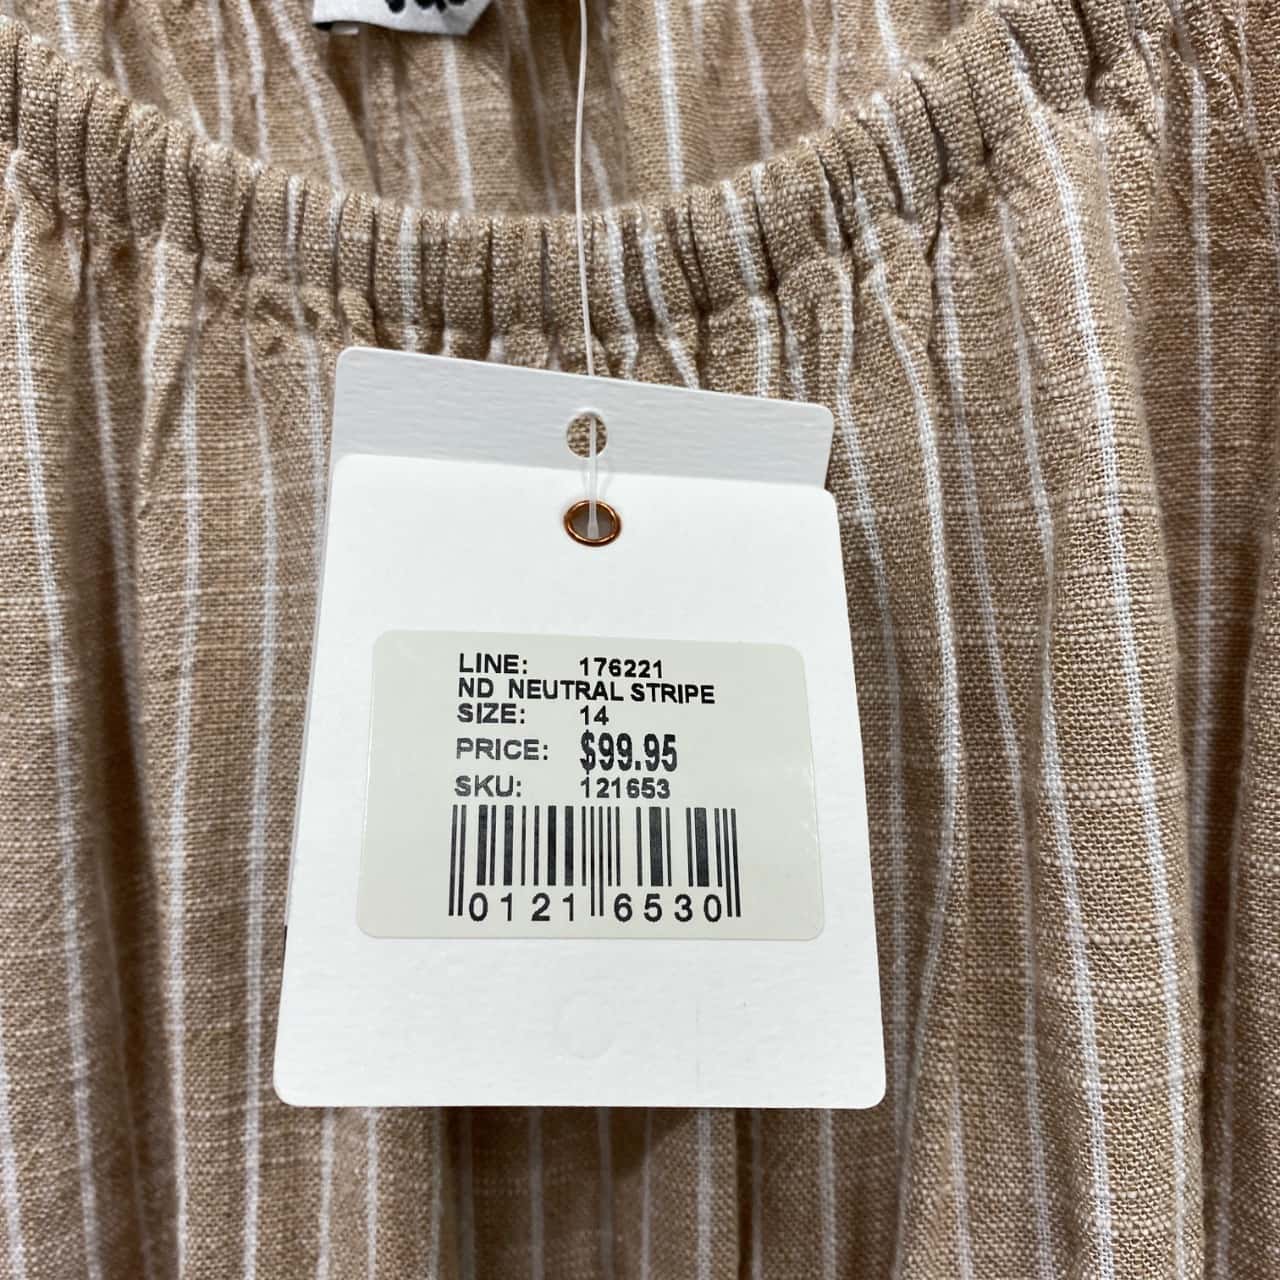 LINE: 176221
ND NEUTRAL STRIPE
SIZE: 14
PRICE: $99.95
SKU: 121653
0121 6530